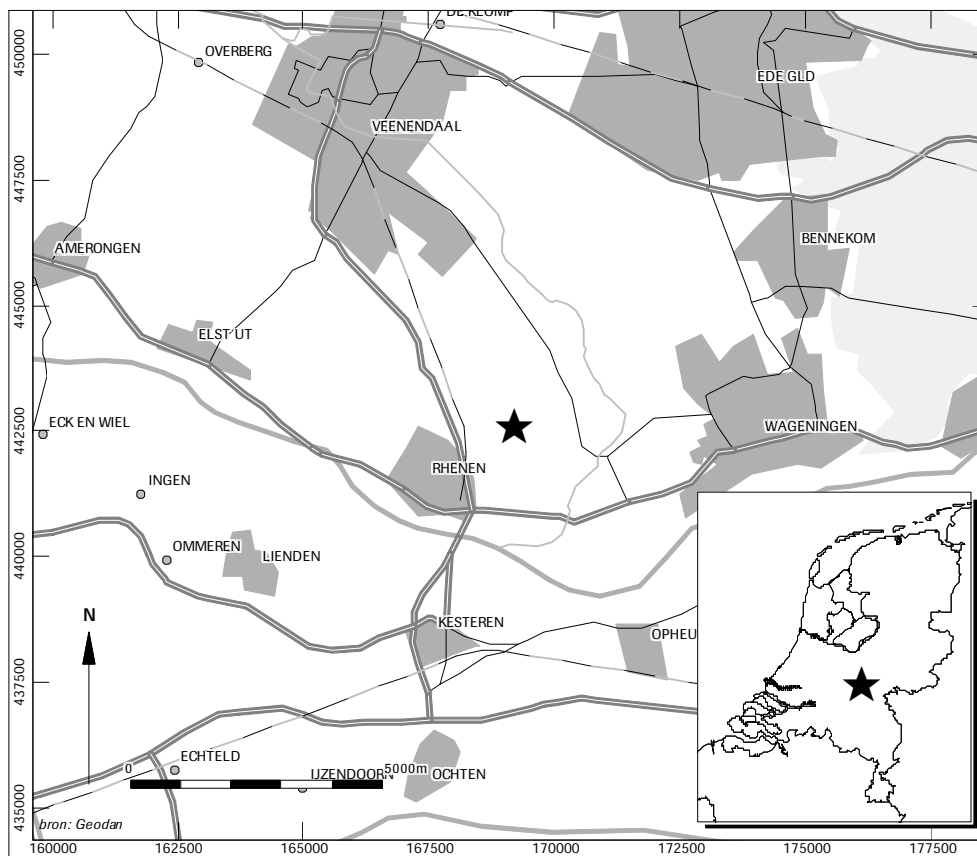 DE KLOMP
OVERBERG
EDE GLD
VEENENDAAL
BENNEKOM
AMERONGEN
ELST UT
ECK EN WIEL
WAGENINGEN
RHENEN
INGEN
OMMEREN
LIENDEN
KESTEREN
OPHEU
N
ECHTELD
0
5000m
IJZENDOORN
OCHTEN
bron: Geodan
450000
447500
445000
442500
440000
437500
435000
160000 162500 165000 167500 170000 172500 175000 177500